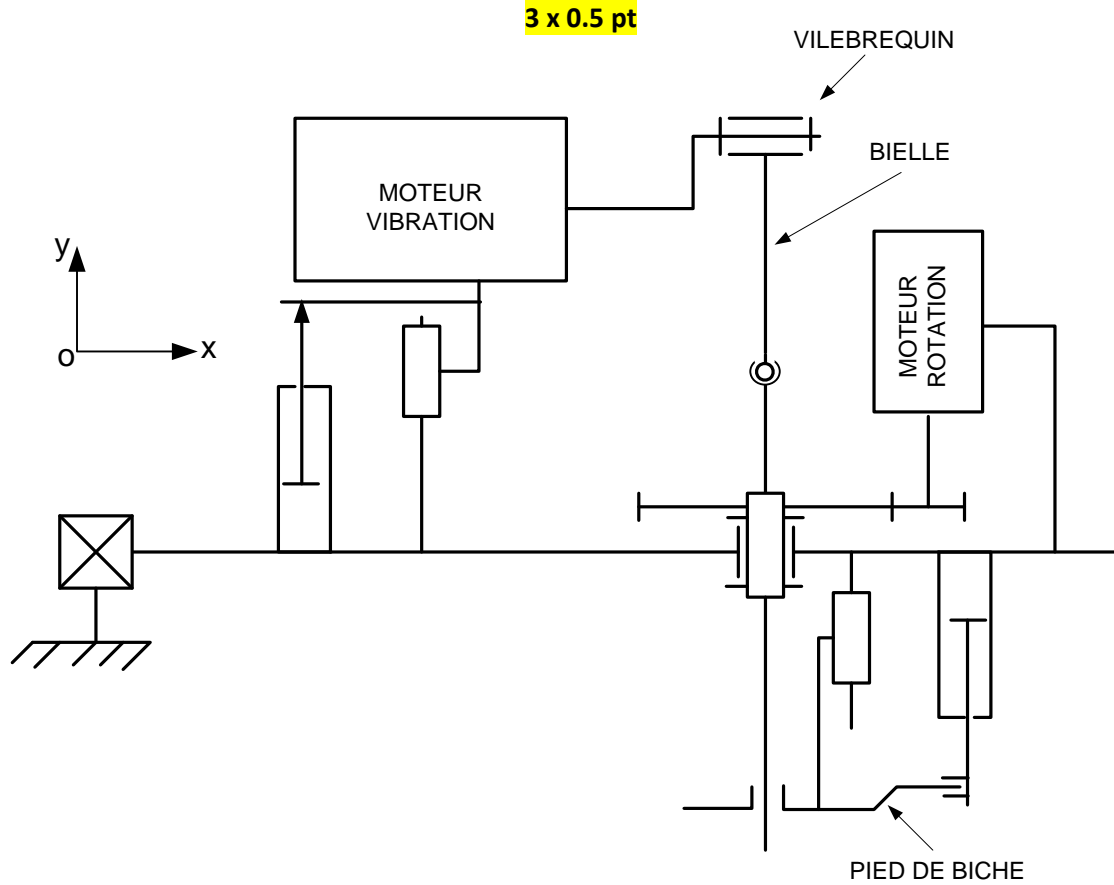 3 x 0.5 pt
VILEBREQUIN
BIELLE
MOTEUR
VIBRATION
MOTEUR
ROTATION
y
o
x
PIED DE BICHE